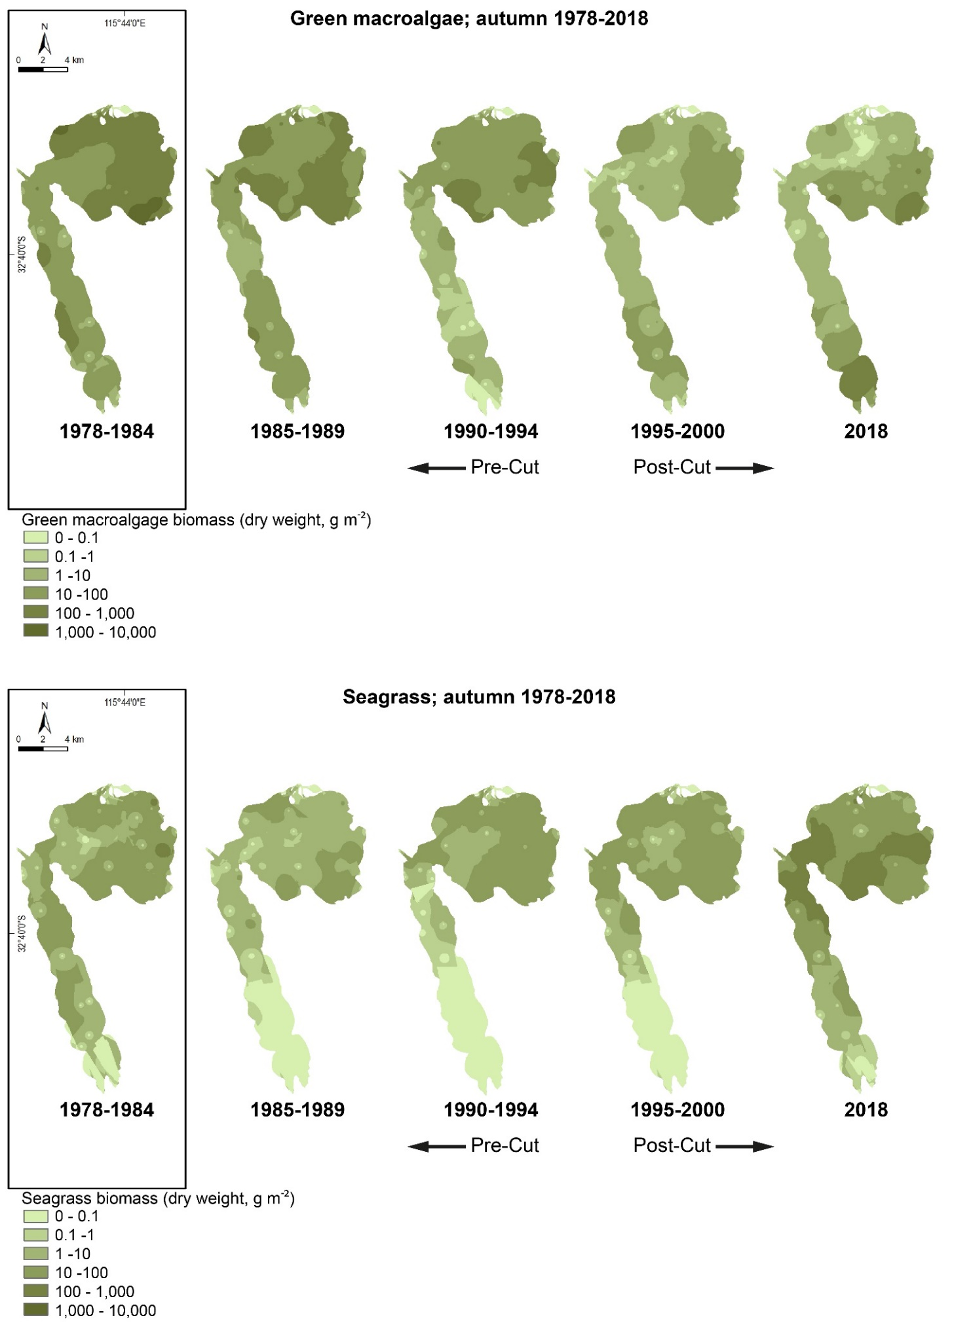 Green macroalgae; autumn 1978-2018
115°44'0"E
N
0 2 4 km
32°40'0"S
1978-1984 1985-1989 1990-1994 1995-2000 2018
Pre-Cut Post-Cut
Green macroalgage biomass (dry weight, g m⁻²)
0 - 0.1
0.1 -1
1 -10
10 -100
100 - 1,000
1,000 - 10,000
Seagrass; autumn 1978-2018
115°44'0"E
N
0 2 4 km
32°40'0"S
1978-1984 1985-1989 1990-1994 1995-2000 2018
Pre-Cut Post-Cut
Seagrass biomass (dry weight, g m⁻²)
0 - 0.1
0.1 -1
1 -10
10 -100
100 - 1,000
1,000 - 10,000